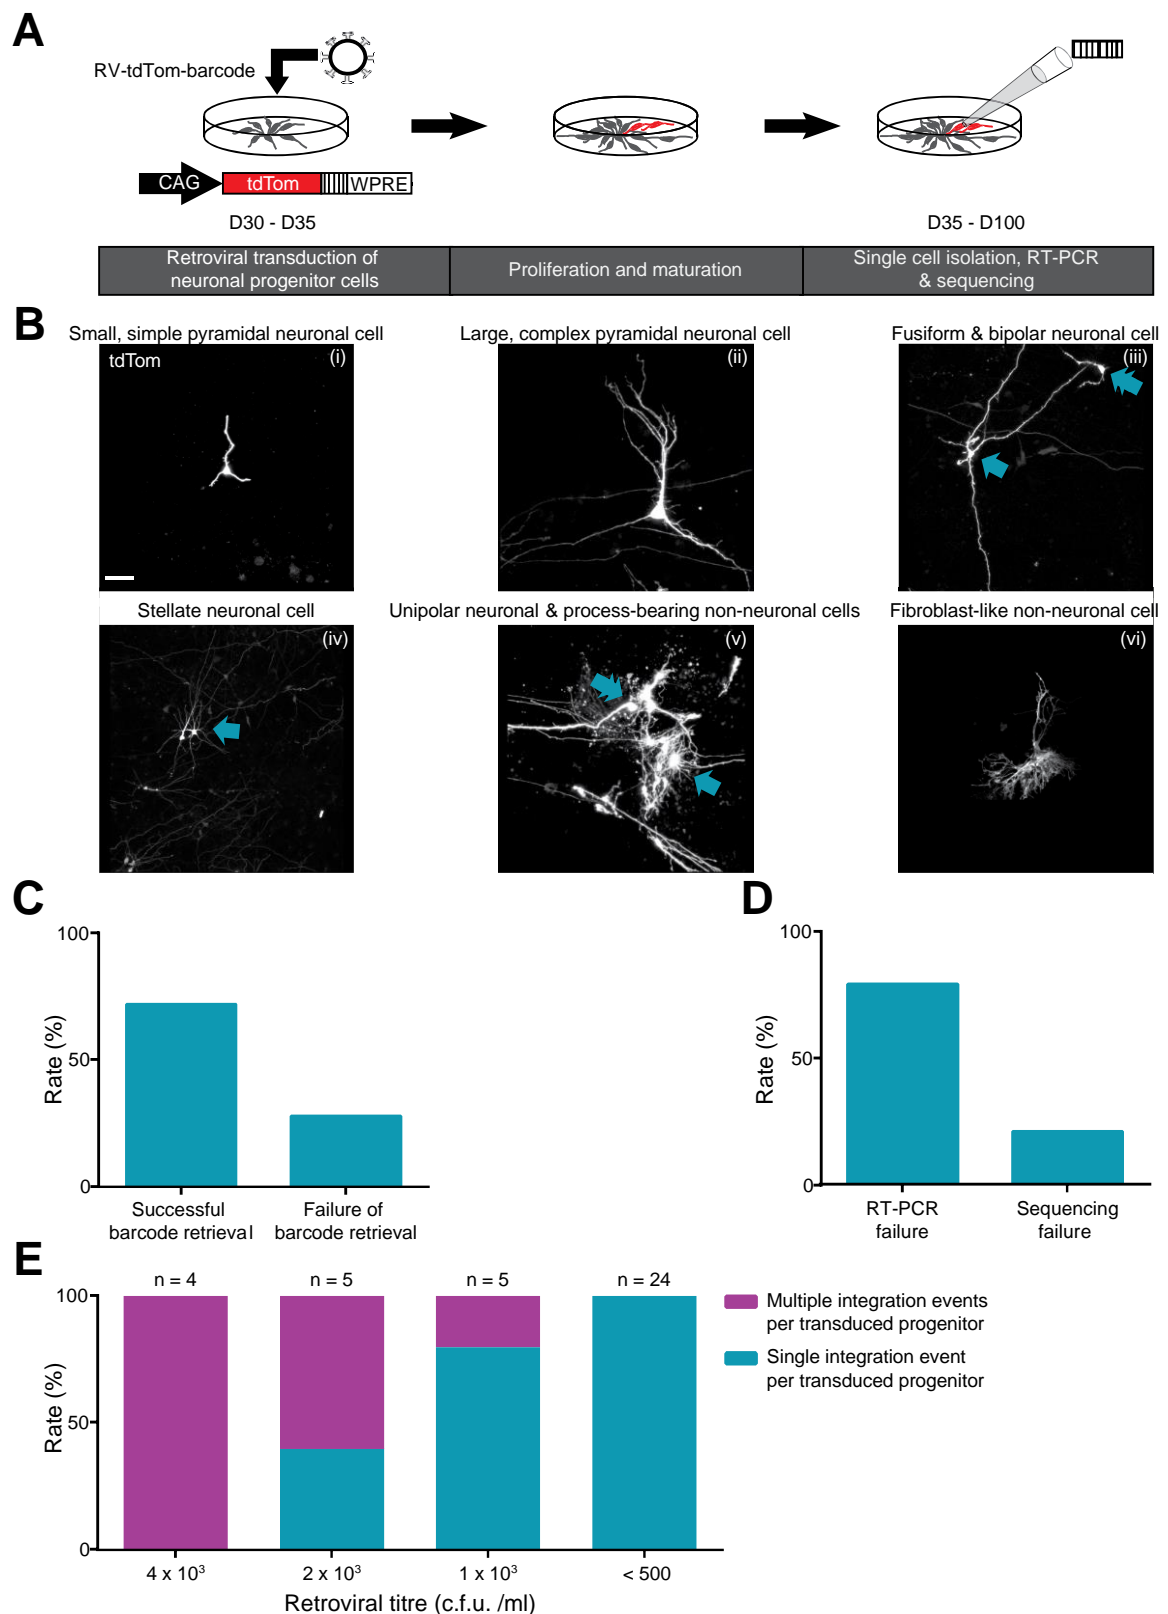 A
RV-tdTom-barcode
CAG
tdTom
WPRE
D30 - D35
D35 - D100
Retroviral transduction of
neuronal progenitor cells
Proliferation and maturation
Single cell isolation, RT-PCR
& sequencing
B
Small, simple pyramidal neuronal cell
Large, complex pyramidal neuronal cell
Fusiform & bipolar neuronal cell
tdTom
(i)
(ii)
(iii)
Stellate neuronal cell
Unipolar neuronal & process-bearing non-neuronal cells
Fibroblast-like non-neuronal cell
(iv)
(v)
(vi)
C
100
50
0
Rate (%)
Successful
barcode retrieval
Failure of
barcode retrieval
D
100
50
0
Rate (%)
RT-PCR
failure
Sequencing
failure
E
n = 4
n = 5
n = 5
n = 24
100
50
0
Rate (%)
4 x 10³
2 x 10³
1 x 10³
< 500
Retroviral titre (c.f.u. /ml)
Multiple integration events
per transduced progenitor
Single integration event
per transduced progenitor